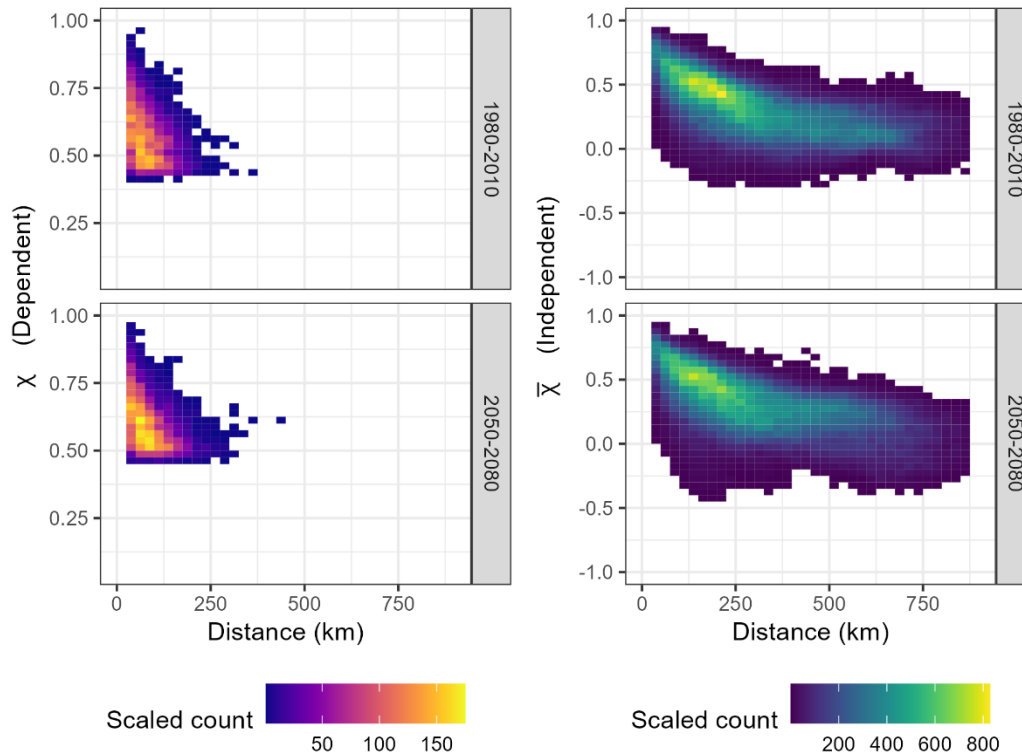 χ (Dependent)
1.00
0.75
0.50
0.25
1980-2010
1.00
0.75
0.50
0.25
2050-2080
0 250 500 750
Distance (km)
Scaled count
50 100 150
χ̅ (Independent)
1.0
0.5
0.0
-0.5
-1.0
1980-2010
1.0
0.5
0.0
-0.5
-1.0
2050-2080
0 250 500 750
Distance (km)
Scaled count
200 400 600 800